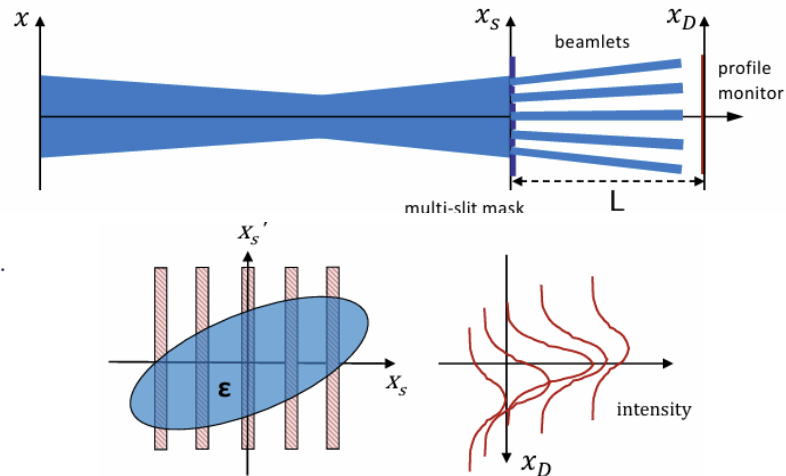 x
x_s
x_D
beamlets
profile
monitor
multi-slit mask
L
x_s′
x_s
ε
intensity
x_D